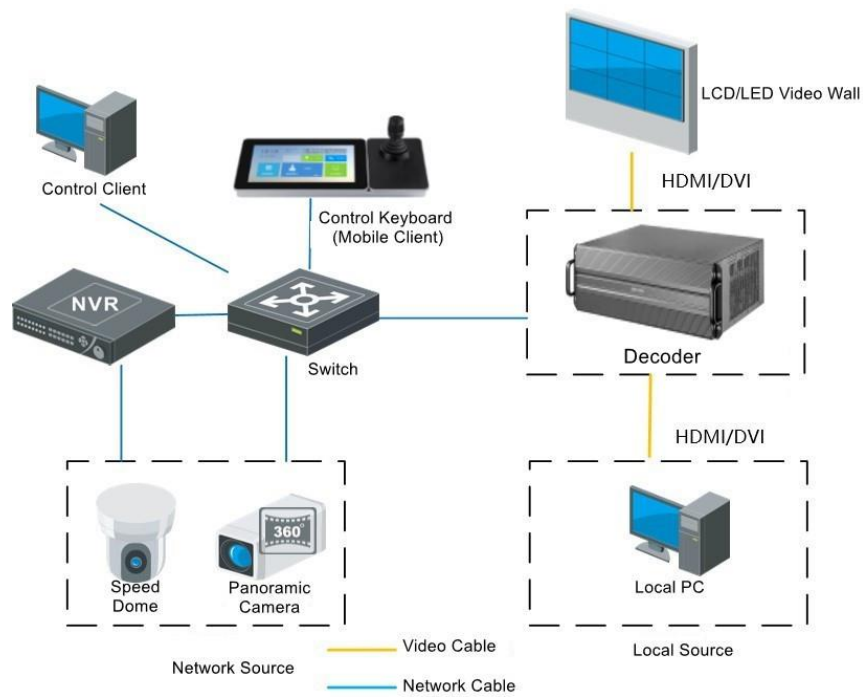 LCD/LED Video Wall
Control Client
HDMI/DVI
Control Keyboard
(Mobile Client)
NVR
Switch
Decoder
HDMI/DVI
360°
Speed
Dome
Panoramic
Camera
Local PC
Network Source
Video Cable
Local Source
Network Cable